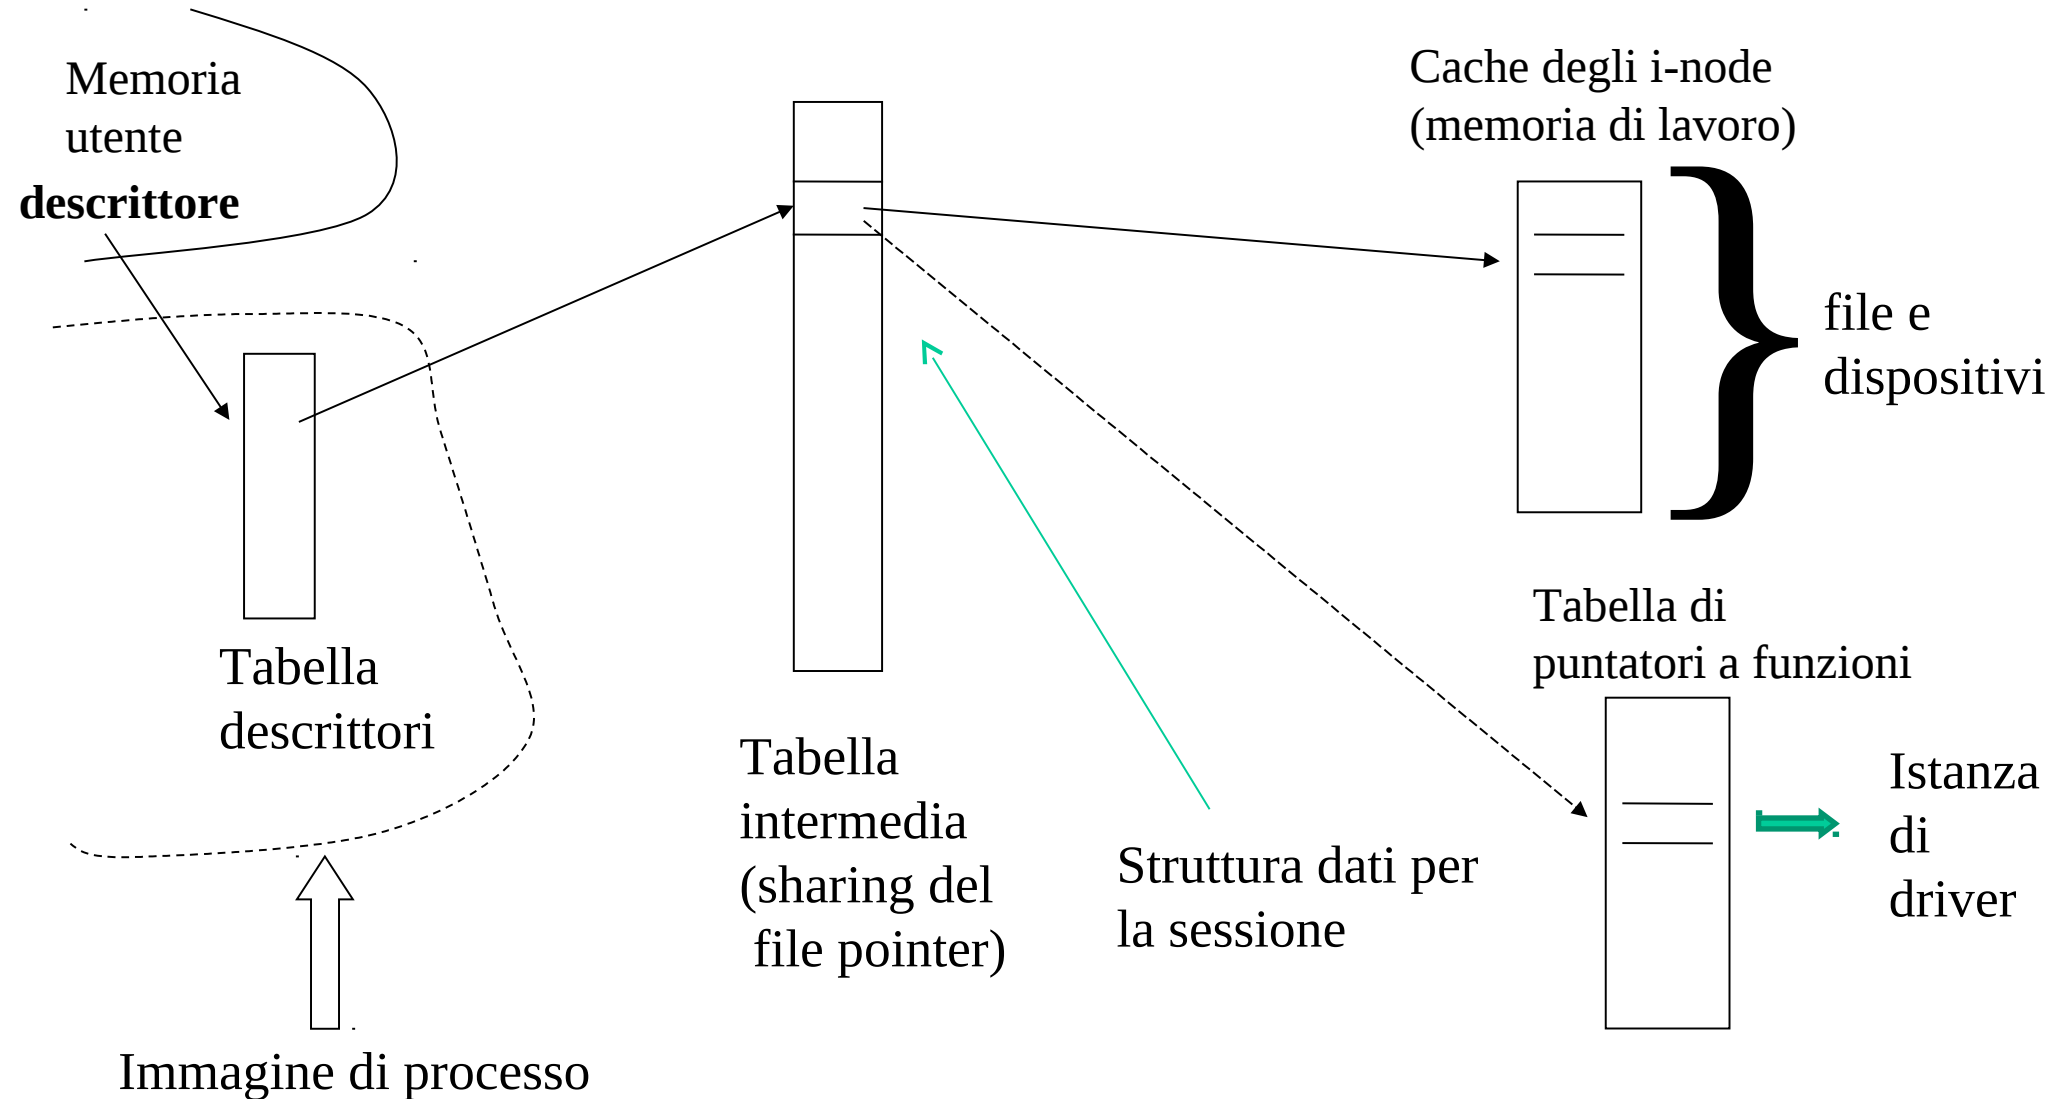 Memoria
utente
descrittore
Tabella
descrittori
Immagine di processo
Tabella
intermedia
(sharing del
file pointer)
Struttura dati per
la sessione
Cache degli i-node
(memoria di lavoro)
}
file e
dispositivi
Tabella di
puntatori a funzioni
Istanza
di
driver